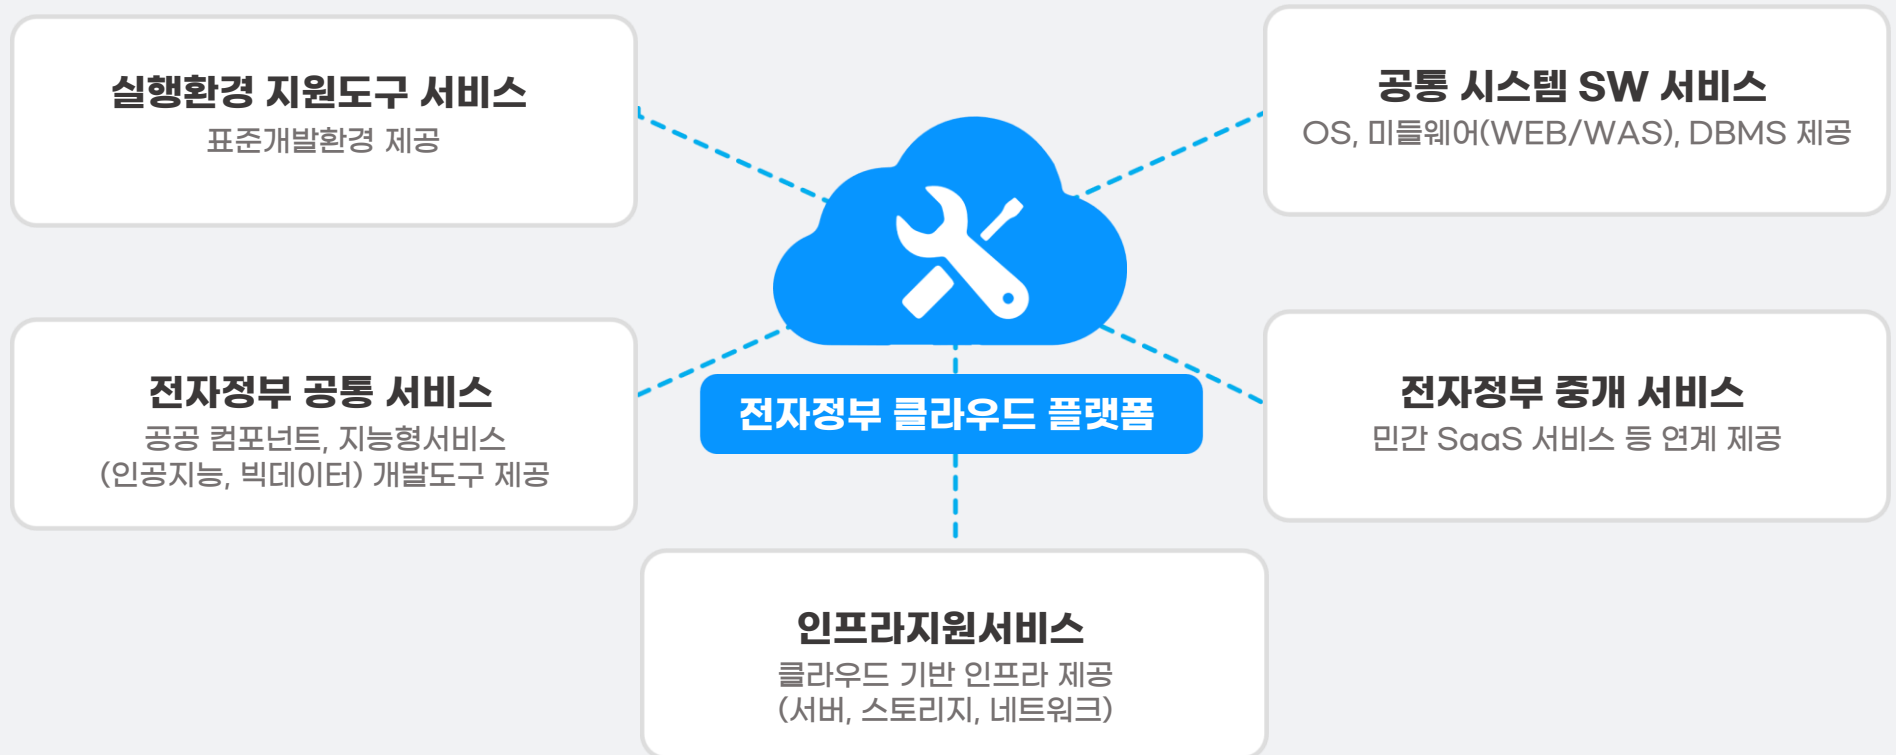 실행환경 지원도구 서비스
표준개발환경 제공
공통 시스템 SW 서비스
OS, 미들웨어(WEB/WAS), DBMS 제공
전자정부 공통 서비스
공공 컴포넌트, 지능형서비스
(인공지능, 빅데이터) 개발도구 제공
전자정부 클라우드 플랫폼
전자정부 중개 서비스
민간 SaaS 서비스 등 연계 제공
인프라지원서비스
클라우드 기반 인프라 제공
(서버, 스토리지, 네트워크)